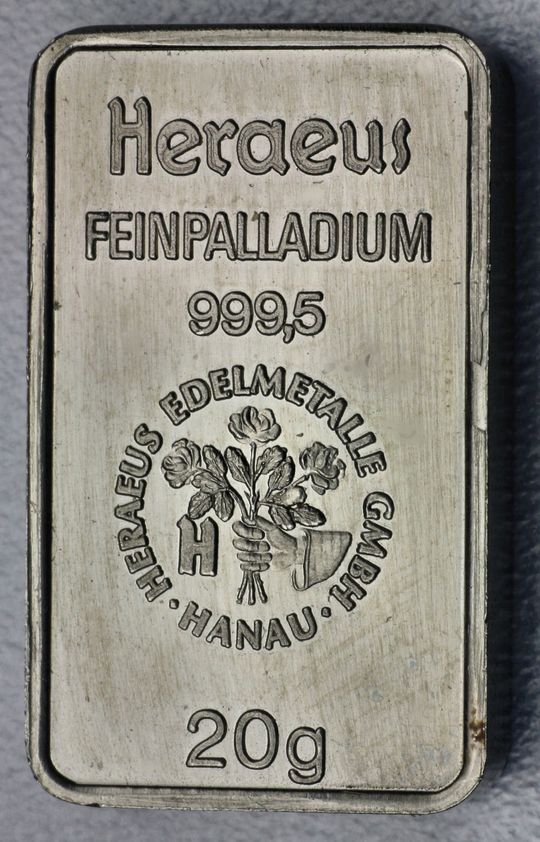 Heraeus
FEINPALLADIUM
999,5
HERAEUS EDELMETALLE GMBH
· HANAU ·
H
20g